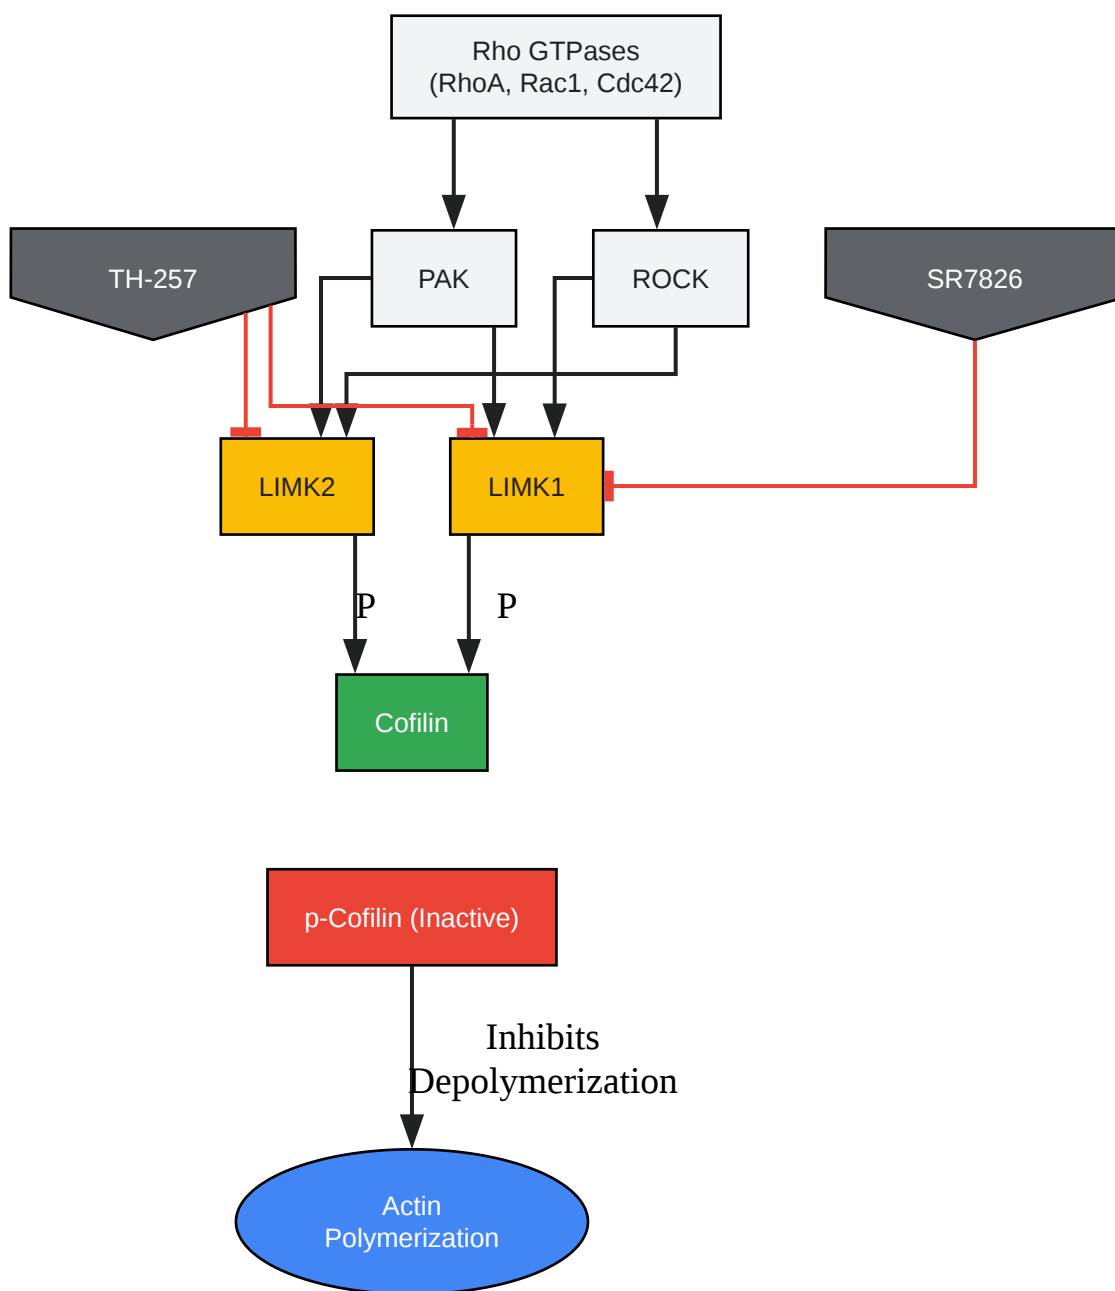 Rho GTPases
(RhoA, Rac1, Cdc42)
TH-257
PAK
ROCK
SR7826
LIMK2
LIMK1
P
P
Cofilin
p-Cofilin (Inactive)
Inhibits
Depolymerization
Actin
Polymerization